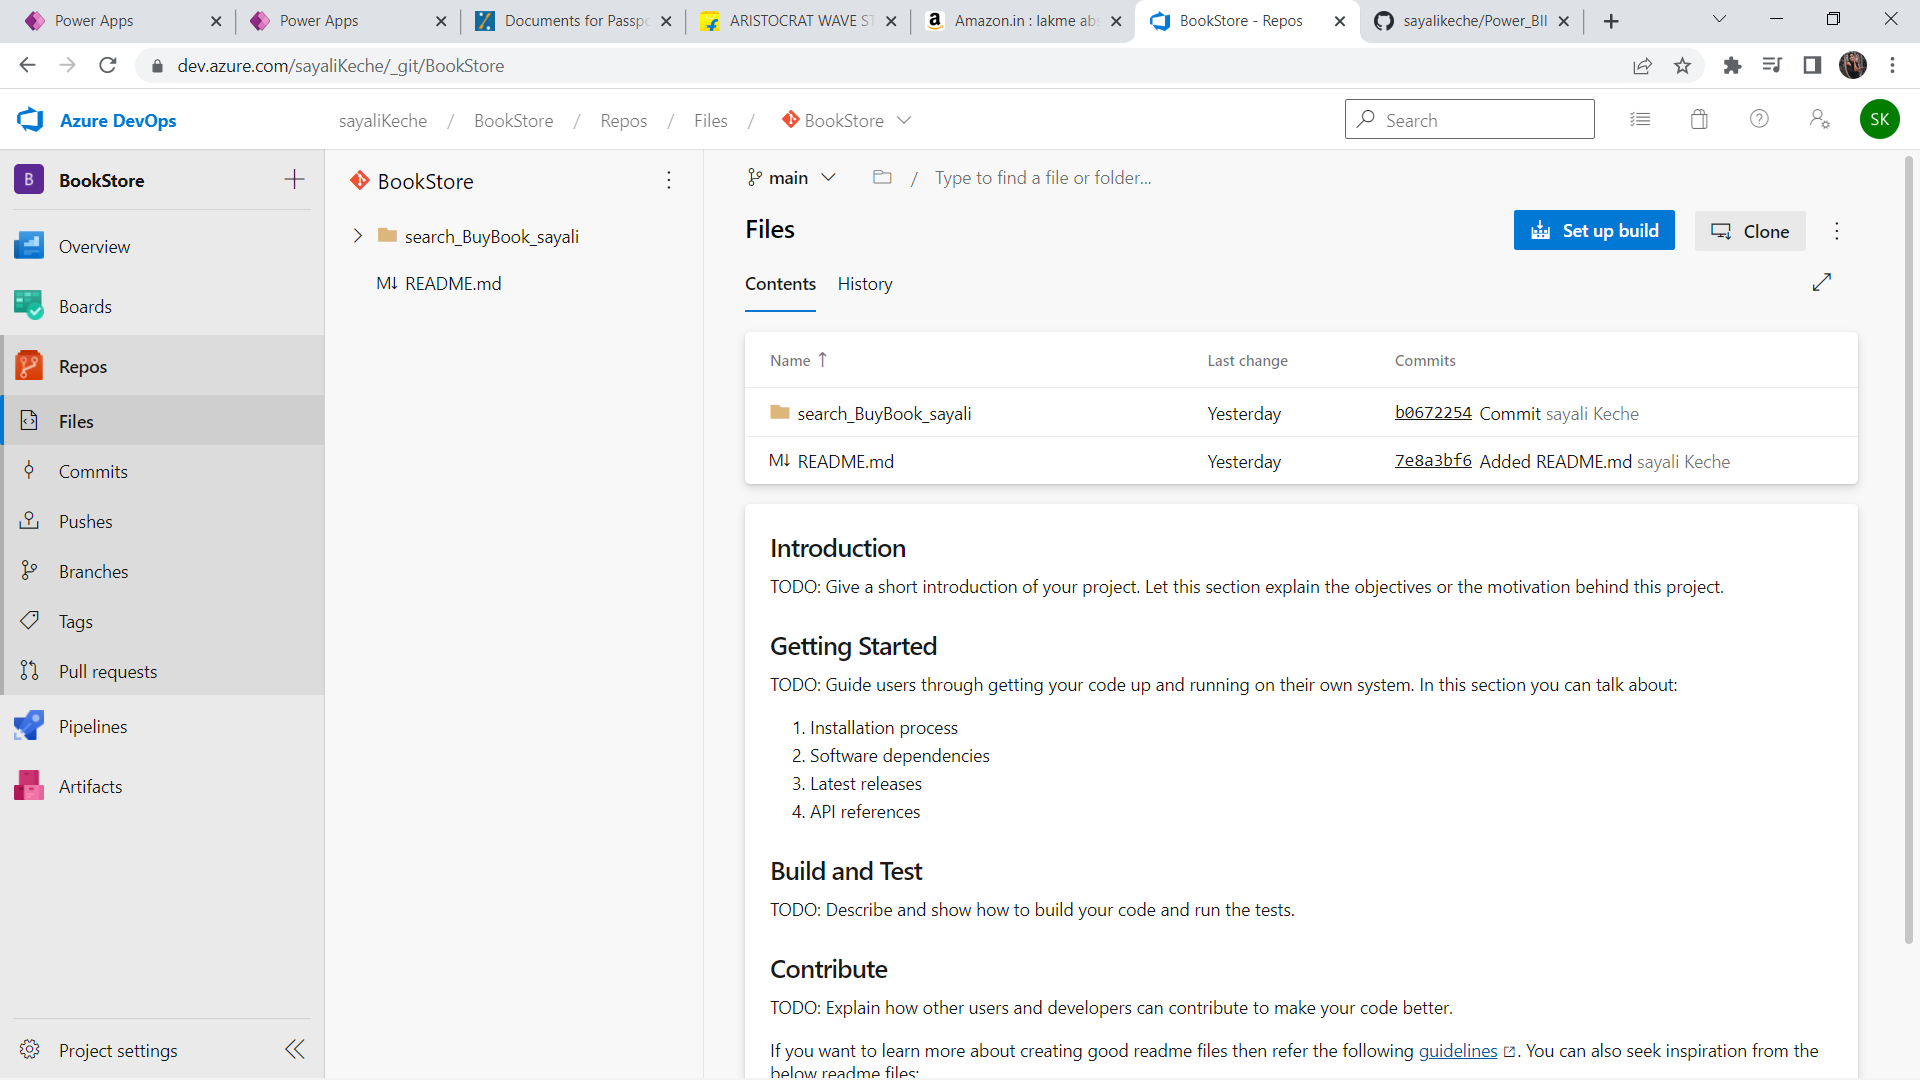 Power Apps
Power Apps
Documents for Passpo
ARISTOCRAT WAVE ST
Amazon.in : lakme abs
BookStore - Repos
sayalikeche/Power_BII
dev.azure.com/sayaliKeche/_git/BookStore
Azure DevOps
sayaliKeche / BookStore / Repos / Files / BookStore
Search
SK
B BookStore
Overview
Boards
Repos
Files
Commits
Pushes
Branches
Tags
Pull requests
Pipelines
Artifacts
Project settings
BookStore
search_BuyBook_sayali
M↓ README.md
main / Type to find a file or folder...
Files
Set up build
Clone
Contents History
Name ↑ Last change Commits
search_BuyBook_sayali Yesterday b0672254 Commit sayali Keche
M↓ README.md Yesterday 7e8a3bf6 Added README.md sayali Keche
Introduction
TODO: Give a short introduction of your project. Let this section explain the objectives or the motivation behind this project.
Getting Started
TODO: Guide users through getting your code up and running on their own system. In this section you can talk about:
1. Installation process
2. Software dependencies
3. Latest releases
4. API references
Build and Test
TODO: Describe and show how to build your code and run the tests.
Contribute
TODO: Explain how other users and developers can contribute to make your code better.
If you want to learn more about creating good readme files then refer the following guidelines. You can also seek inspiration from the
below readme files: